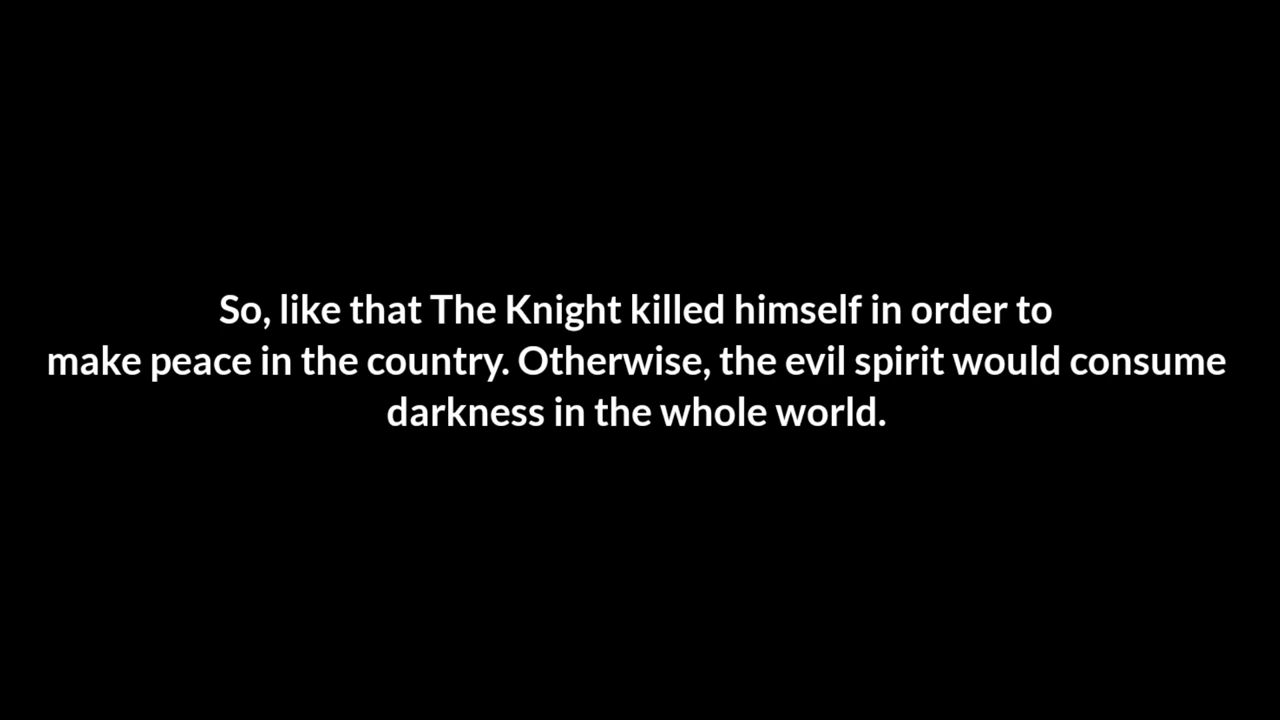 So, like that The Knight killed himself in order to
make peace in the country. Otherwise, the evil spirit would consume
darkness in the whole world.